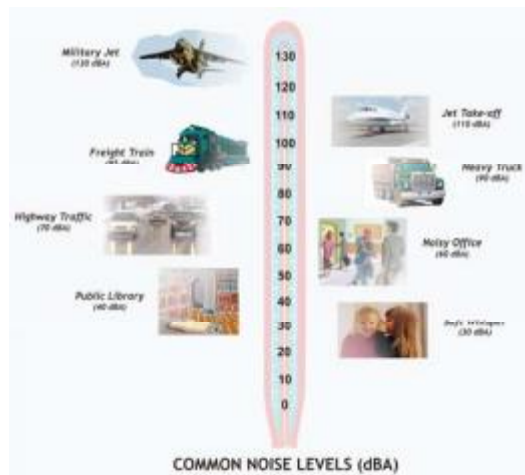 Military Jet
(130 dBA)
Jet Take-off
(110 dBA)
Freight Train
Heavy Truck
(90 dBA)
Highway Traffic
(70 dBA)
Noisy Office
(60 dBA)
Public Library
(40 dBA)
(30 dBA)
130
120
110
100
90
80
70
60
50
40
30
20
10
0
COMMON NOISE LEVELS (dBA)